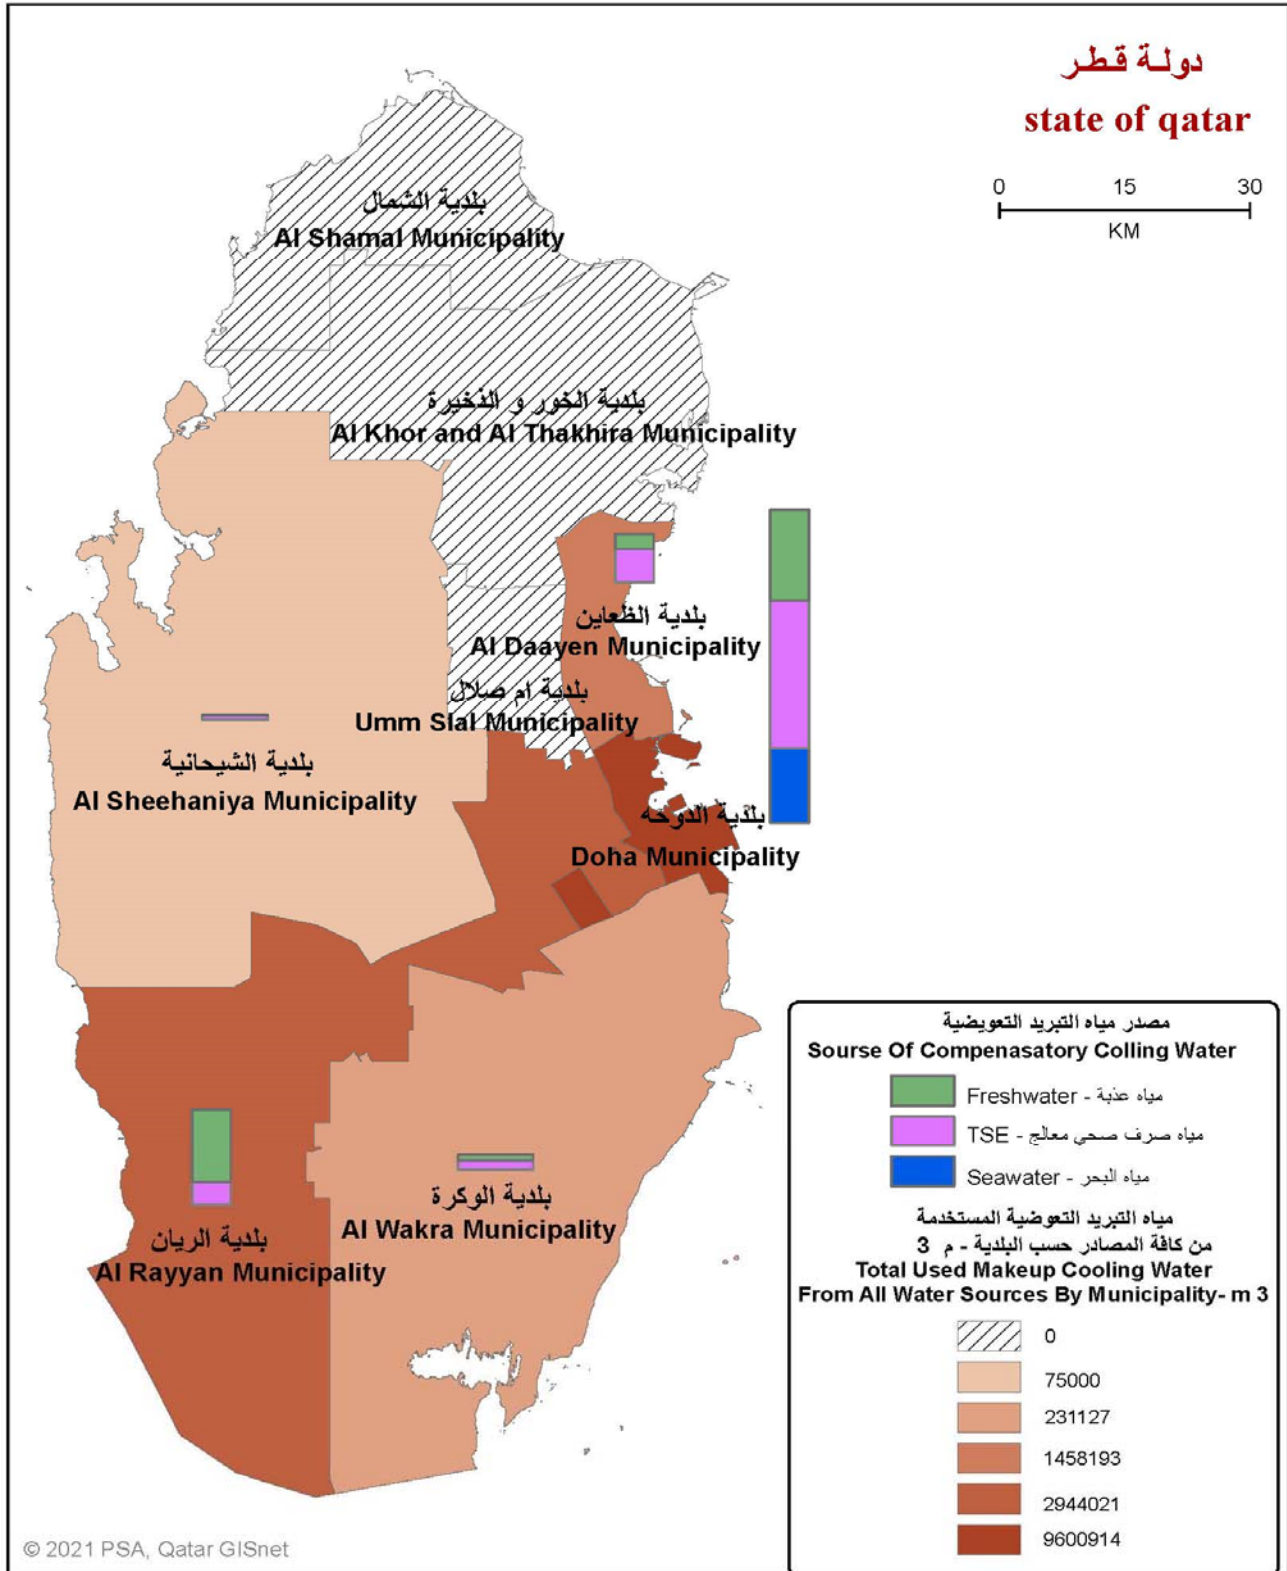 دولة قطر
state of qatar
0 15 30
KM
بلدية الشمال
Al Shamal Municipality
بلدية الخور و الذخيرة
Al Khor and Al Thakhira Municipality
بلدية الظعاين
Al Daayen Municipality
بلدية ام صلال
Umm Slal Municipality
بلدية الشيحانية
Al Sheehaniya Municipality
بلدية الدوحة
Doha Municipality
بلدية الوكرة
Al Wakra Municipality
بلدية الريان
Al Rayyan Municipality
مصدر مياه التبريد التعويضية
Sourse Of Compenasatory Colling Water
Freshwater - مياه عذبة
TSE - مياه صرف صحي معالج
Seawater - مياه البحر
مياه التبريد التعوضية المستخدمة
من كافة المصادر حسب البلدية - م 3
Total Used Makeup Cooling Water
From All Water Sources By Municipality- m 3
0
75000
231127
1458193
2944021
9600914
© 2021 PSA, Qatar GISnet